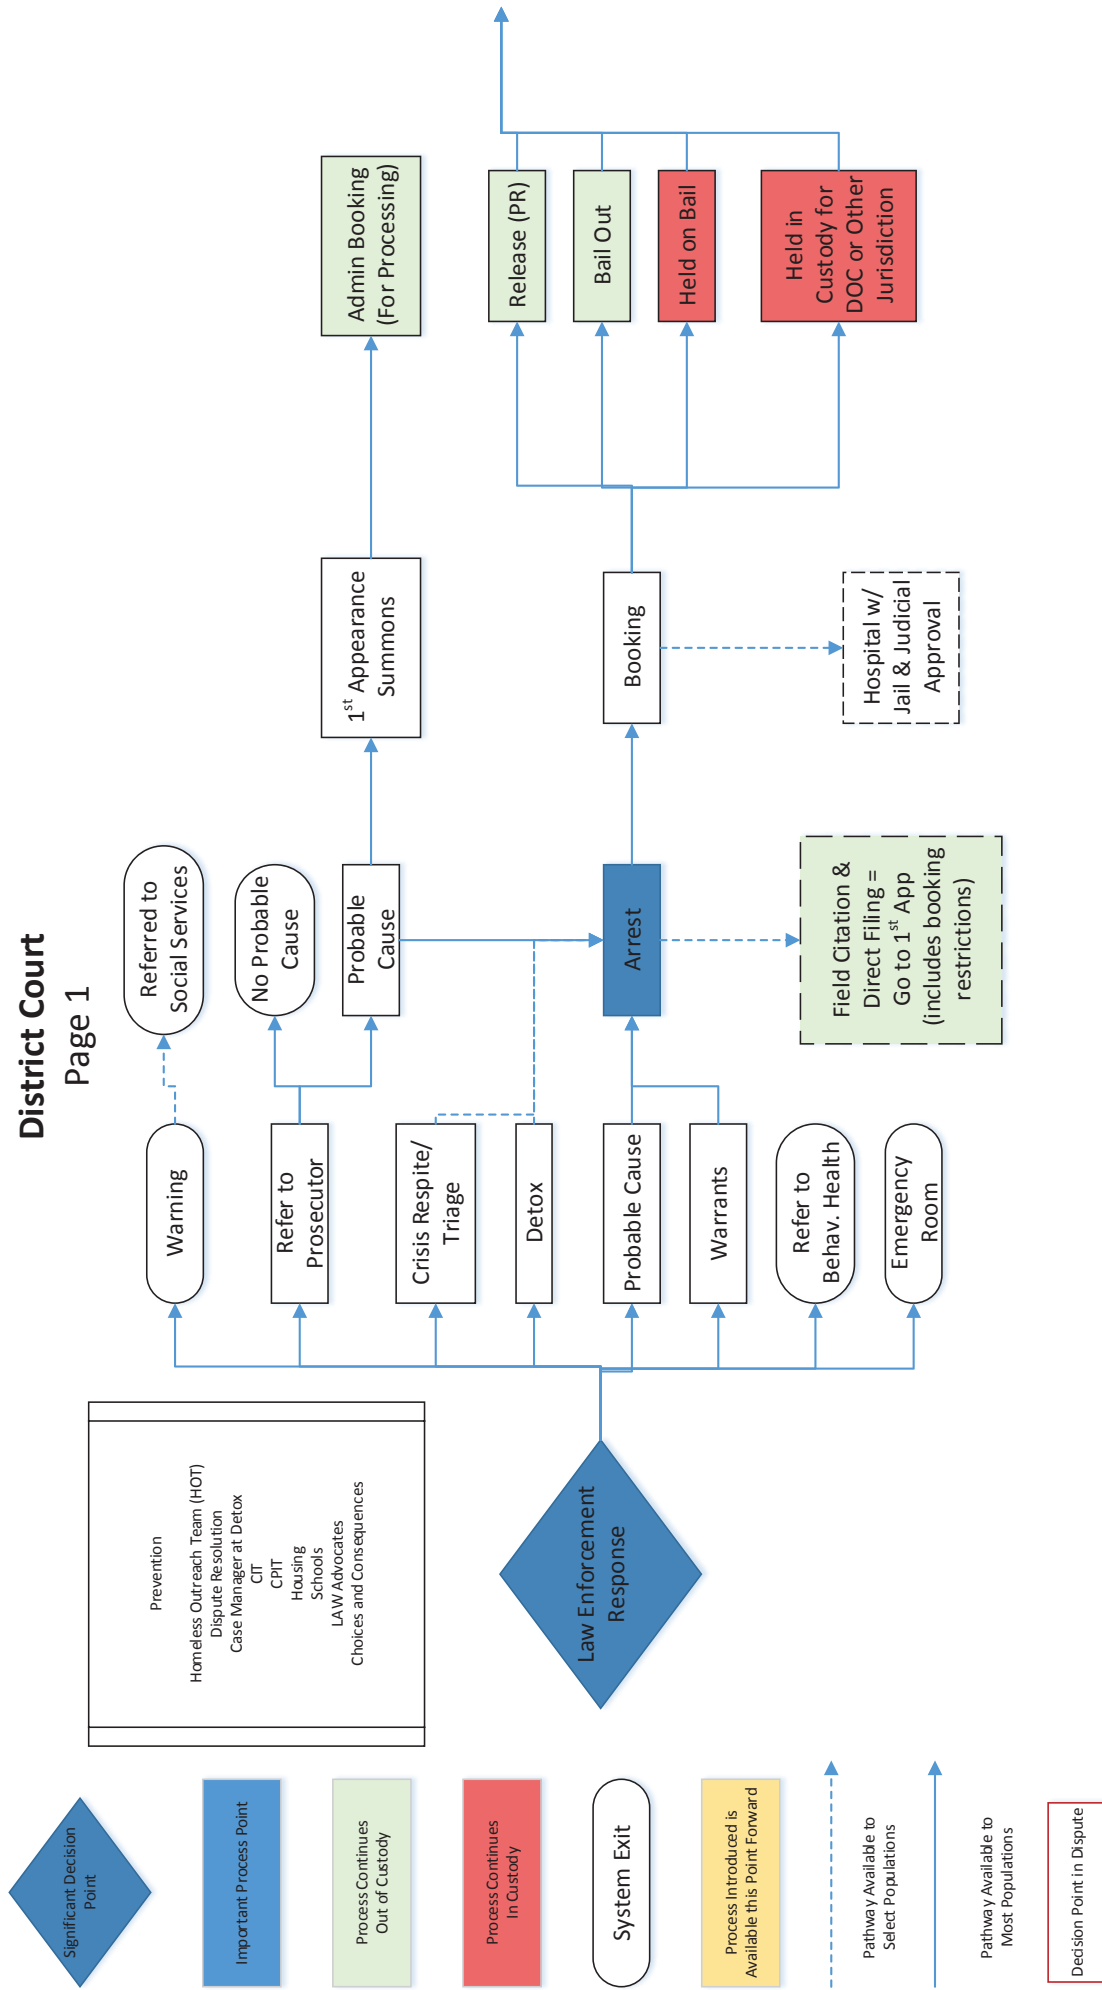 District Court
Page 1
Significant Decision
Point
Important Process Point
Process Continues
Out of Custody
Process Continues
In Custody
System Exit
Process Introduced is
Available this Point Forward
Pathway Available to
Select Populations
Pathway Available to
Most Populations
Decision Point in Dispute
Prevention
Homeless Outreach Team (HOT)
Dispute Resolution
Case Manager at Detox
CIT
CPIT
Housing
Schools
LAW Advocates
Choices and Consequences
Law Enforcement
Response
Warning
Refer to
Prosecutor
Crisis Respite/
Triage
Detox
Probable Cause
Warrants
Refer to
Behav. Health
Emergency
Room
Referred to
Social Services
No Probable
Cause
Probable
Cause
Arrest
Field Citation &
Direct Filing =
Go to 1st App
(includes booking
restrictions)
1st Appearance
Summons
Booking
Hospital w/
Jail & Judicial
Approval
Admin Booking
(For Processing)
Release (PR)
Bail Out
Held on Bail
Held in
Custody for
DOC or Other
Jurisdiction